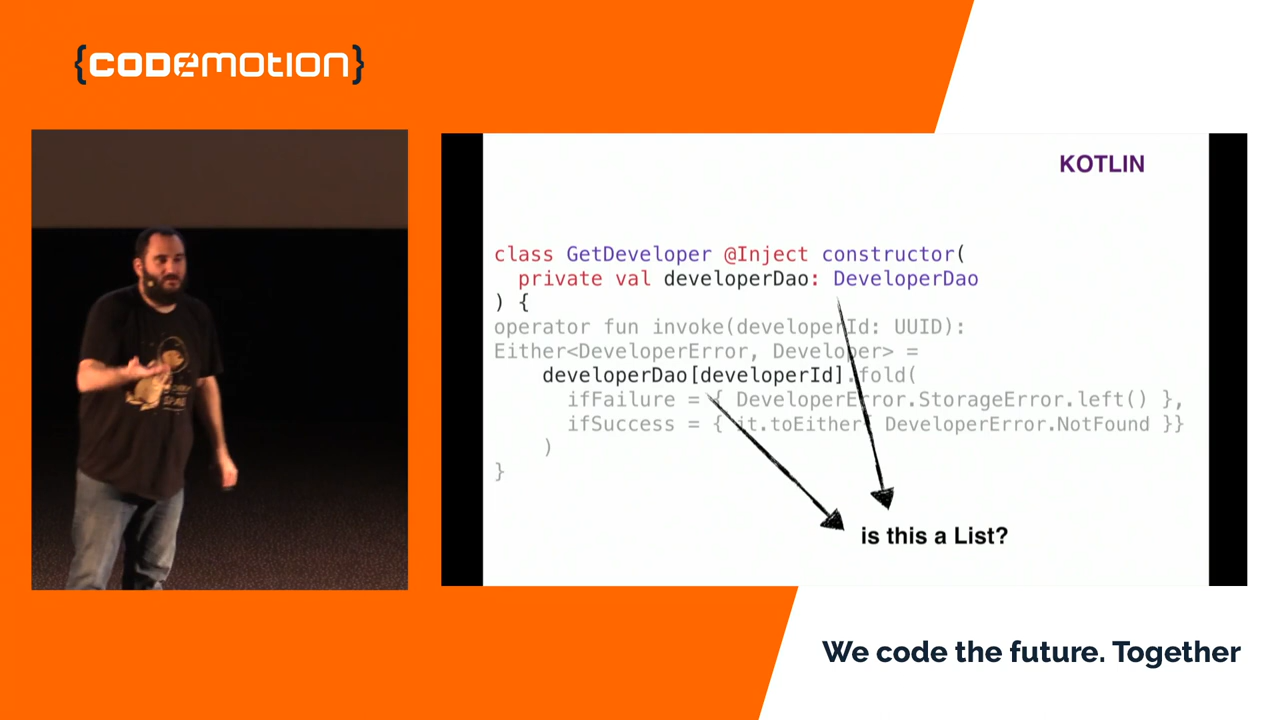 {CODEMOTION}
KOTLIN
class GetDeveloper @Inject constructor(
private val developerDao: DeveloperDao
) {
operator fun invoke(developerId: UUID):
Either<DeveloperError, Developer> =
developerDao[developerId].fold(
ifFailure = { DeveloperError.StorageError.left() },
ifSuccess = { it.toEither{ DeveloperError.NotFound }}
)
}
is this a List?
We code the future. Together